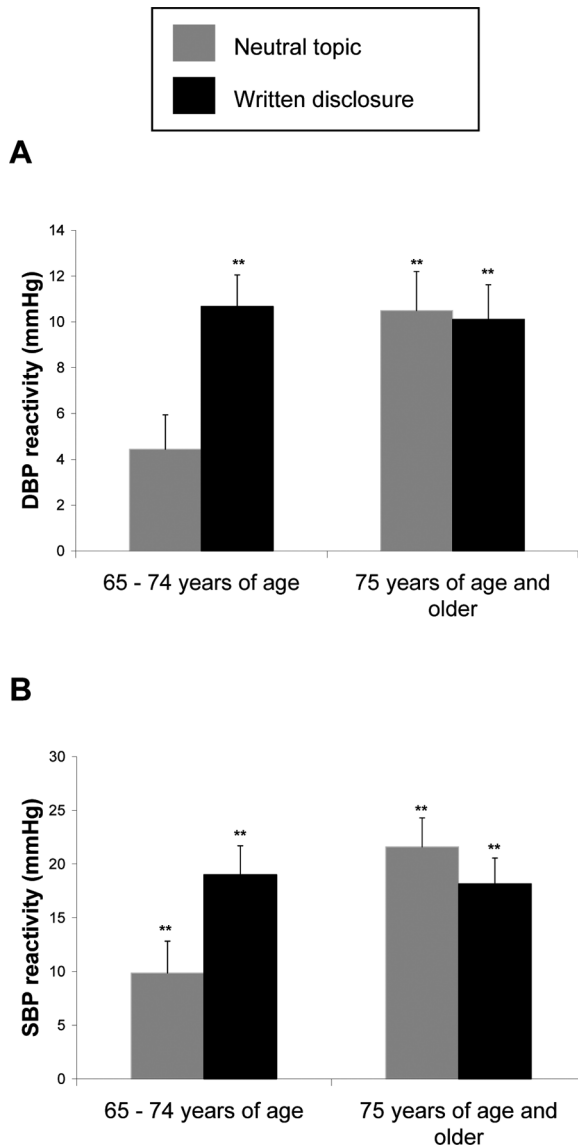 Neutral topic
Written disclosure
A
DBP reactivity (mmHg)
14
12
10
8
6
4
2
0
**
**
**
65 - 74 years of age
75 years of age and
older
B
SBP reactivity (mmHg)
30
25
20
15
10
5
0
**
**
**
**
65 - 74 years of age
75 years of age and
older